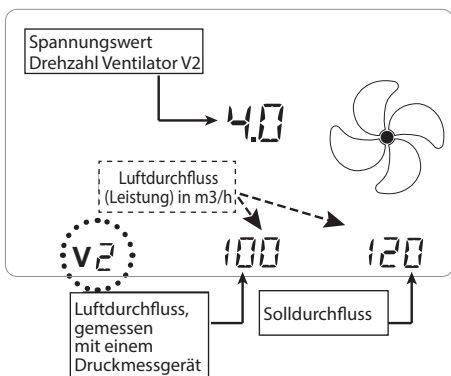 Spannungswert
Drehzahl Ventilator V2
4.0
Luftdurchfluss
(Leistung) in m3/h
V2
100
120
Luftdurchfluss,
gemessen
mit einem
Druckmessgerät
Solldurchfluss